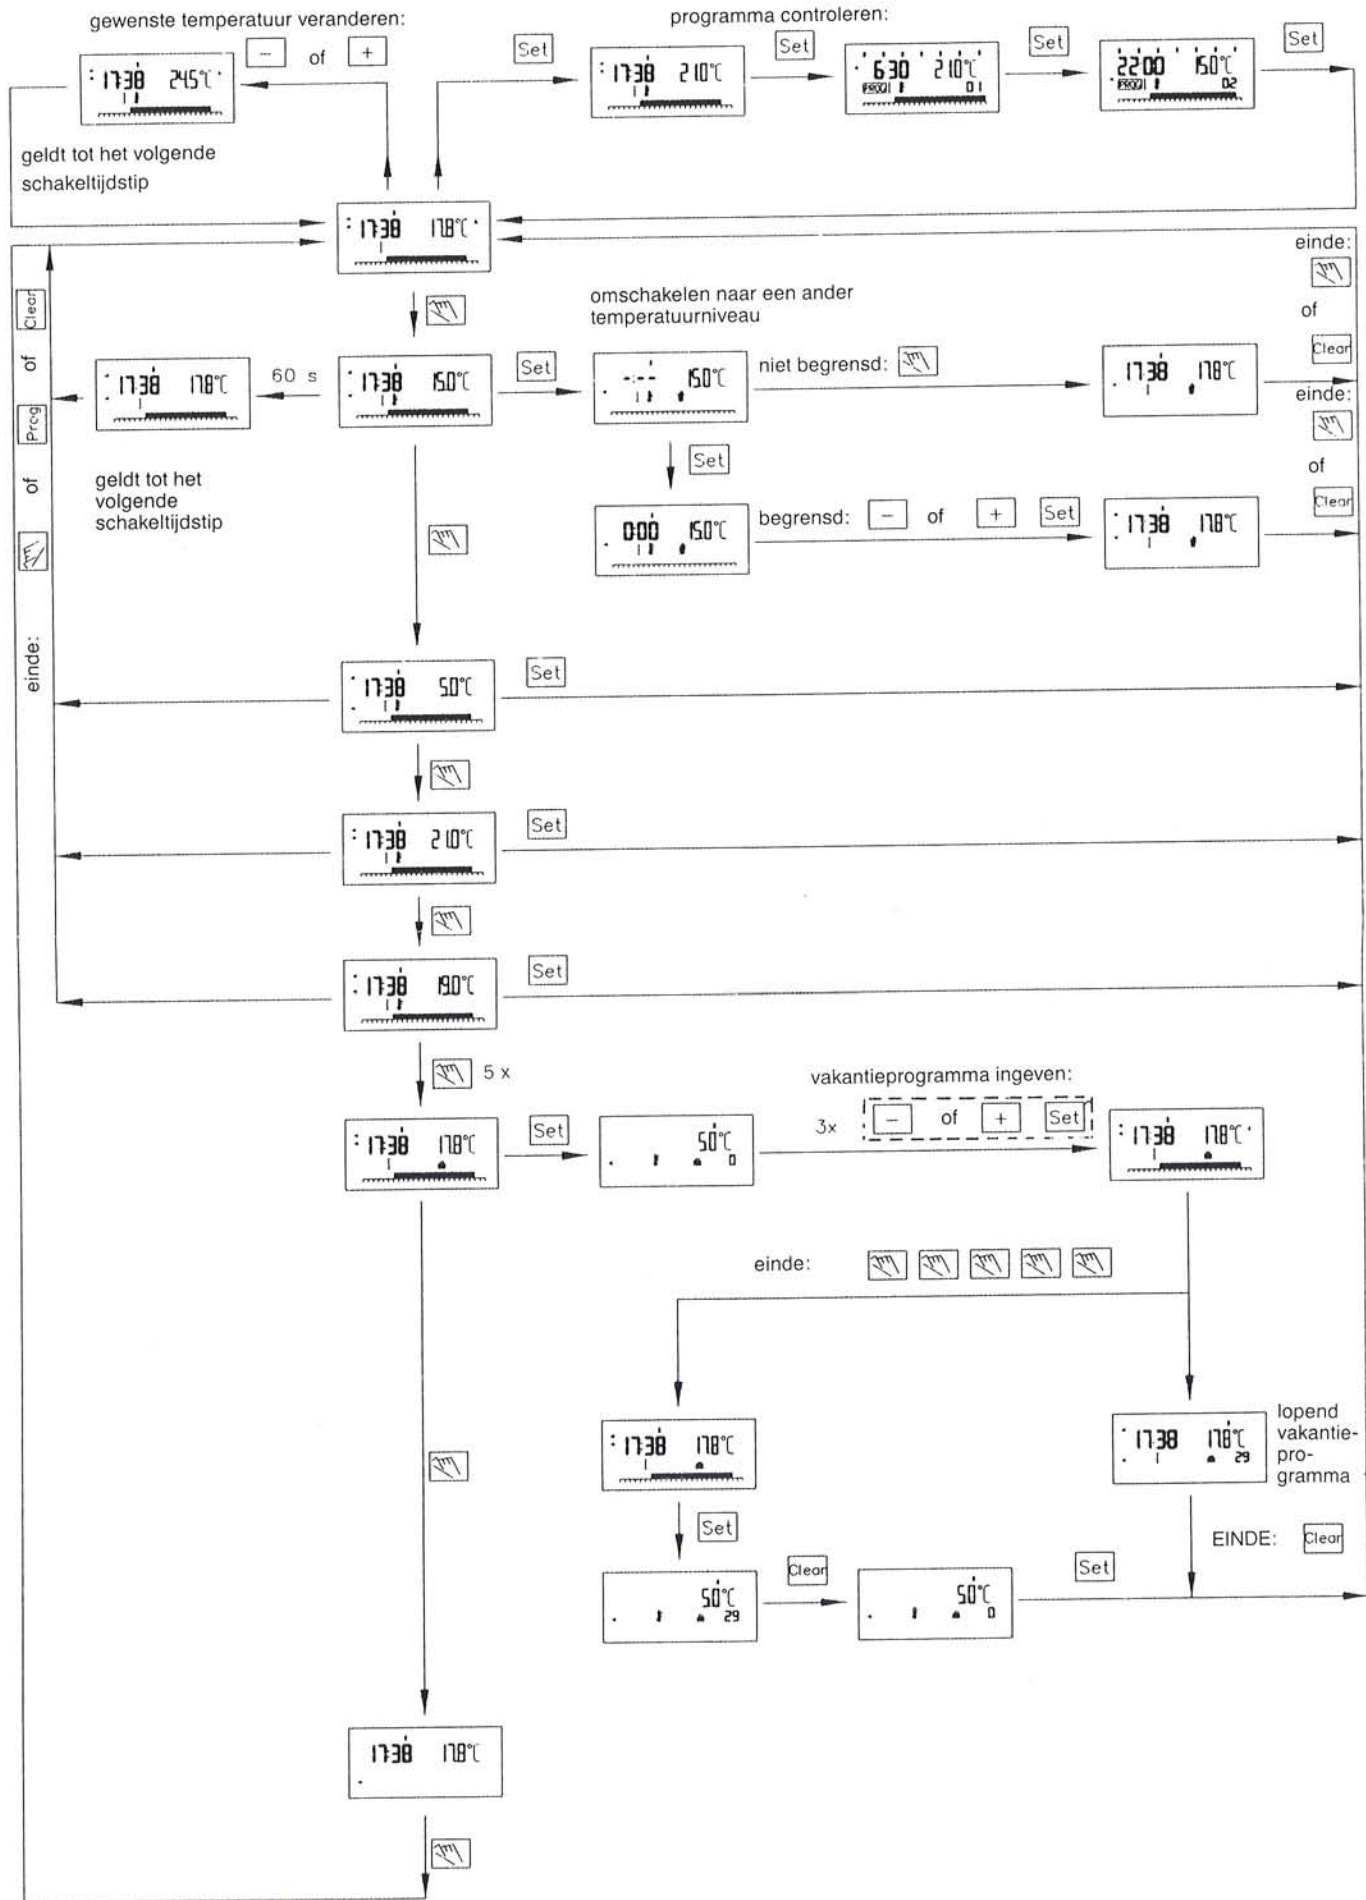 gewenste temperatuur veranderen:
programma controleren:
- of +
Set
Set
Set
Set
17:38 24.5°C
17:38 21.0°C
6:30 21.0°C
PROG 01
22:00 15.0°C
PROG 02
geldt tot het volgende
schakeltijdstip
17:38 17.8°C
einde:
of
Clear
omschakelen naar een ander
temperatuurniveau
17:38 17.8°C
60 s
17:38 15.0°C
Set
--:-- 15.0°C
niet begrensd:
17:38 17.8°C
einde:
of
Clear
Set
geldt tot het
volgende
schakeltijdstip
0:00 15.0°C
begrensd: - of + Set
17:38 17.8°C
einde: of Prog of Clear
17:38 5.0°C
Set
17:38 21.0°C
Set
17:38 19.0°C
Set
5 x
vakantieprogramma ingeven:
17:38 17.8°C
Set
5.0°C
0
3x - of + Set
17:38 17.8°C
einde:
17:38 17.8°C
17:38 17.8°C
29
lopend
vakantie-
pro-
gramma
Set
EINDE: Clear
5.0°C
29
Clear
5.0°C
0
Set
17:38 17.8°C